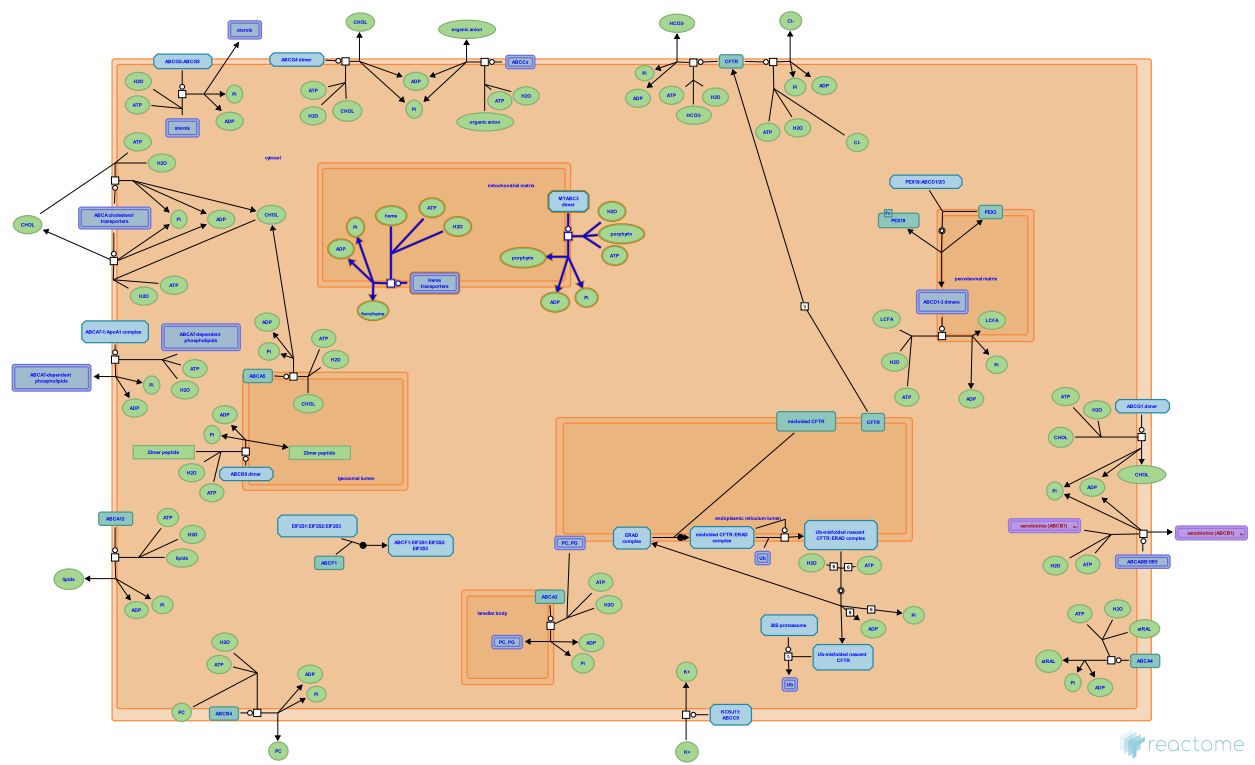 sterols
ABCG5:ABCG8
H2O
ATP
Pi
ADP
sterols
ABCG4 dimer
CHOL
ATP
H2O
CHOL
ADP
Pi
organic anion
ABCCs
ATP
H2O
organic anion
HCO3-
Pi
ADP
ATP
H2O
HCO3-
CFTR
Cl-
Pi
ADP
ATP
H2O
Cl-
cytosol
ATP
H2O
CHOL
ABCA cholesterol
transporters
Pi
ADP
CHOL
ATP
H2O
mitochondrial matrix
MTABC3
dimer
Pi
heme
ATP
H2O
ADP
Heme
transporters
ferroheme
H2O
porphyrin
ATP
porphyrin
ADP
Pi
PEX19:ABCD1/2/3
PEX19
PEX3
peroxisomal matrix
ABCD1-3 dimers
LCFA
LCFA
H2O
Pi
ATP
ADP
ABCA7-1:ApoA1 complex
ABCA7-dependent
phospholipids
ATP
H2O
ABCA7-dependent
phospholipids
Pi
ADP
ADP
Pi
ATP
H2O
ABCA5
CHOL
ADP
Pi
23mer peptide
23mer peptide
H2O
ATP
ABCB9 dimer
lysosomal lumen
misfolded CFTR
CFTR
endoplasmic reticulum lumen
ERAD
complex
misfolded CFTR:ERAD
complex
Ub
Ub-misfolded nascent
CFTR:ERAD complex
H2O
6
6
ATP
6
6
Pi
ADP
26S proteasome
Ub-misfolded nascent
CFTR
Ub
ATP
H2O
ABCG1 dimer
CHOL
CHOL
Pi
ADP
xenobiotics (ABCB1)
xenobiotics (ABCB1)
H2O
ATP
ABCA8/B1/B5
ABCA12
ATP
H2O
lipids
lipids
ADP
Pi
EIF2S1:EIF2S2:EIF2S3
ABCF1
ABCF1:EIF2S1:EIF2S2:
EIF2S3
PC, PG
ABCA3
ATP
H2O
lamellar body
PC, PG
ADP
Pi
ATP
H2O
atRAL
atRAL
ABCA4
Pi
ADP
H2O
ATP
PC
ABCB4
ADP
Pi
PC
K+
KCNJ11:
ABCC9
K+
reactome